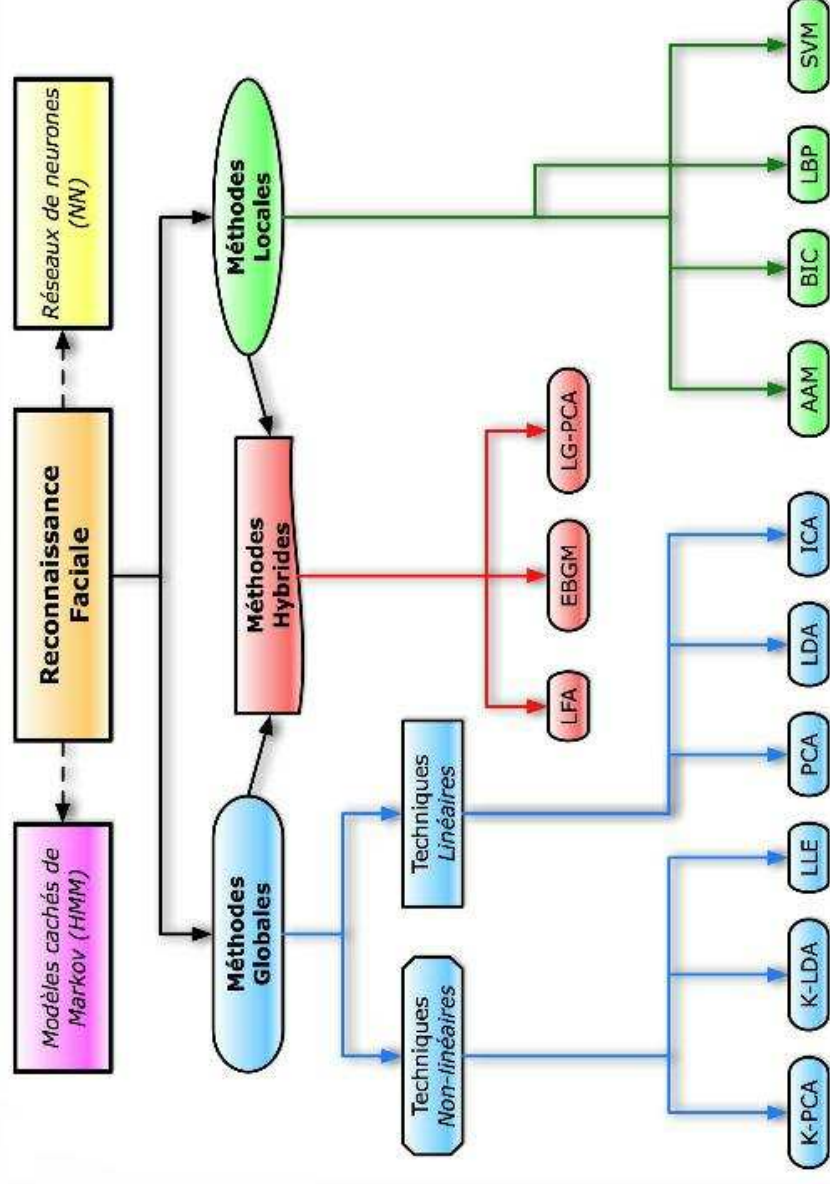 Modèles cachés de
Markov (HMM)
Reconnaissance
Faciale
Réseaux de neurones
(NN)
Méthodes
Globales
Méthodes
Hybrides
Méthodes
Locales
Techniques
Non-linéaires
Techniques
Linéaires
LFA
EBGM
LG-PCA
K-PCA
K-LDA
LLE
PCA
LDA
ICA
AAM
BIC
LBP
SVM